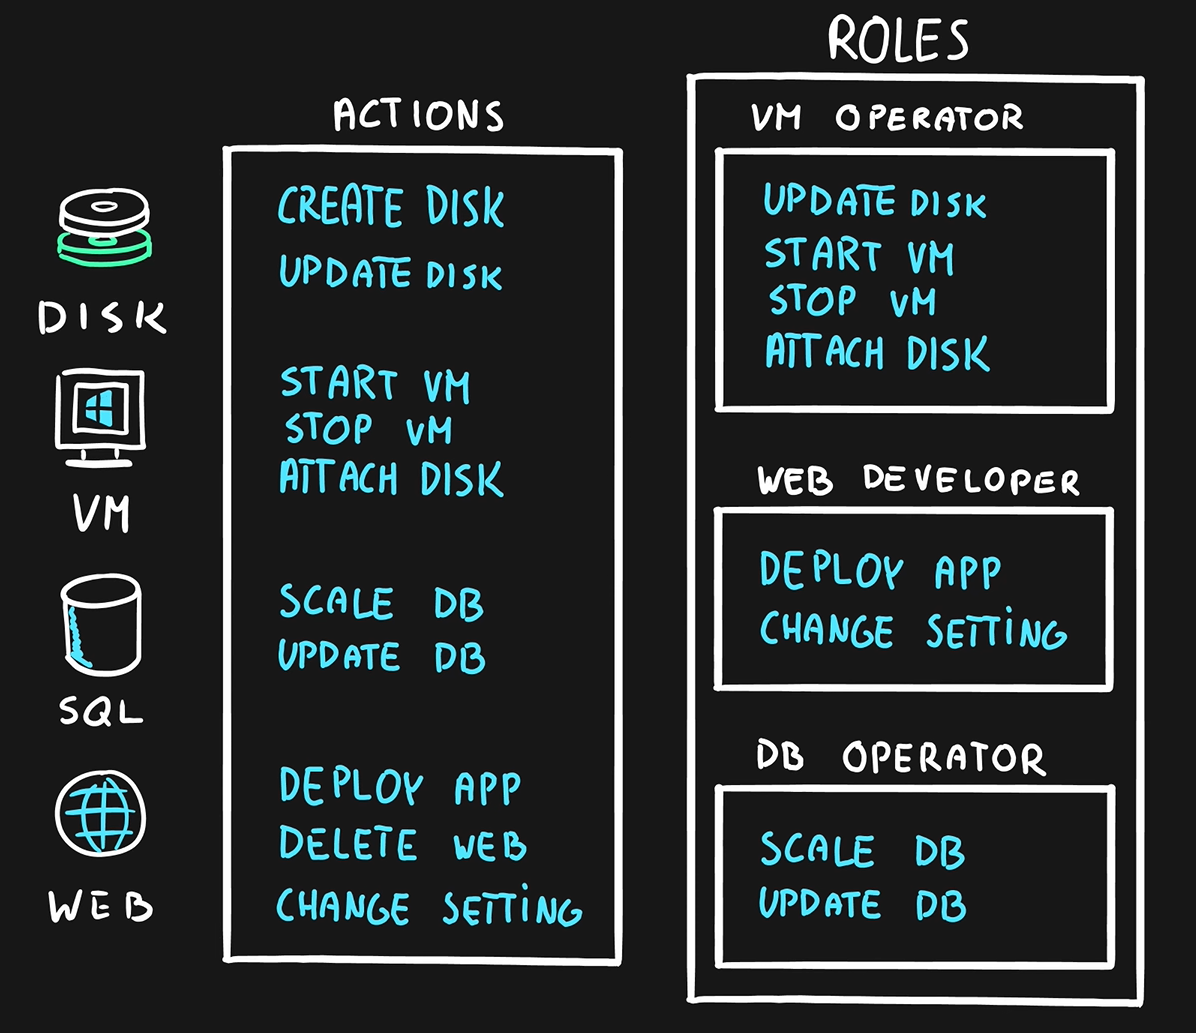 ROLES
ACTIONS
CREATE DISK
UPDATE DISK
DISK
START VM
STOP VM
ATTACH DISK
VM
SCALE DB
UPDATE DB
SQL
DEPLOY APP
DELETE WEB
CHANGE SETTING
WEB
VM OPERATOR
UPDATE DISK
START VM
STOP VM
ATTACH DISK
WEB DEVELOPER
DEPLOY APP
CHANGE SETTING
DB OPERATOR
SCALE DB
UPDATE DB